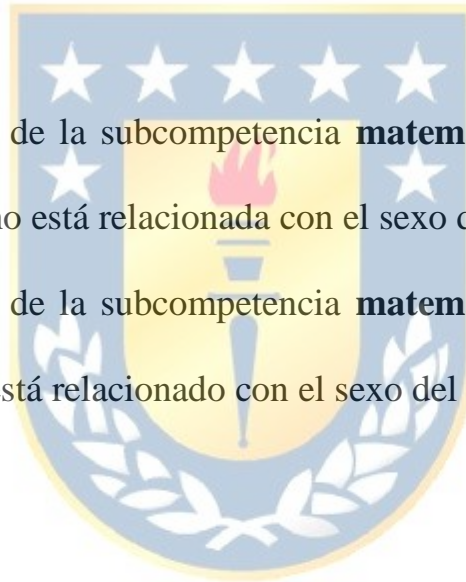 de la subcompetencia matem
no está relacionada con el sexo d
de la subcompetencia matem
está relacionado con el sexo del